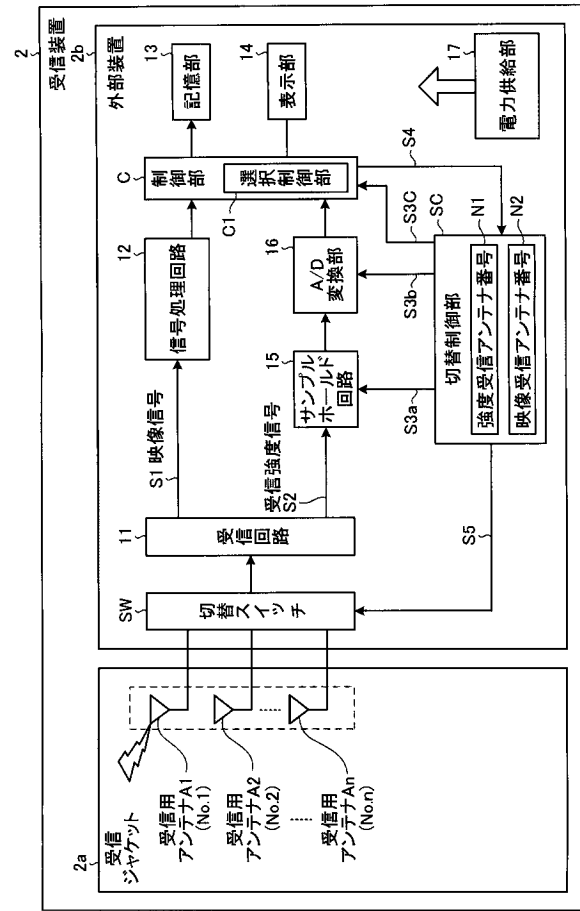 2 受信装置
2a
受信
ジャケット
受信用
アンテナA1
(No.1)
受信用
アンテナA2
(No.2)
受信用
アンテナAn
(No.n)
2b
外部装置
SW
切替スイッチ
11
受信回路
S1 映像信号
受信強度信号
S2
12
信号処理回路
15
サンプル
ホールド
回路
16
A/D
変換部
C
制御部
C1
選択制御部
13
記憶部
14
表示部
S3a
S3b
S3C
S4
S5
SC
切替制御部
N1
強度受信アンテナ番号
N2
映像受信アンテナ番号
17
電力供給部